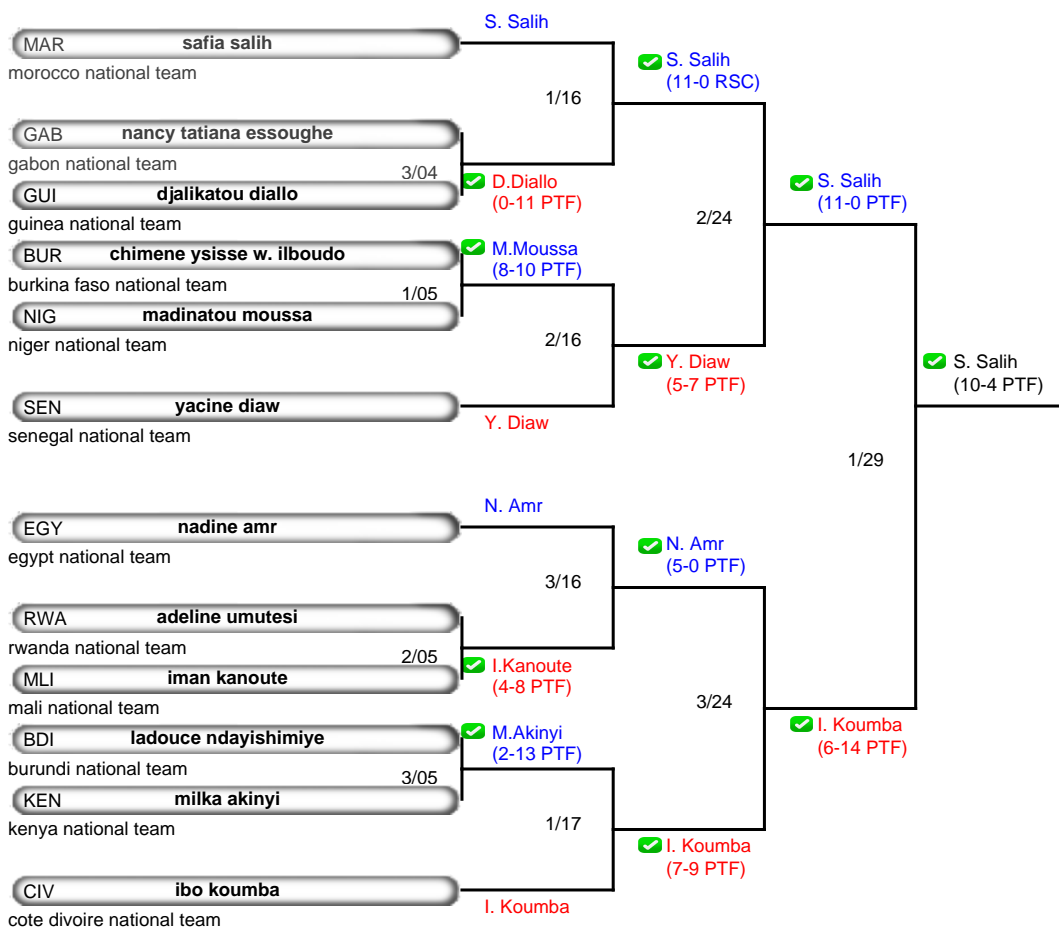 S. Salih
MAR safia salih
morocco national team
S. Salih
(11-0 RSC)
1/16
GAB nancy tatiana essoughe
gabon national team
3/04
D.Diallo
(0-11 PTF)
GUI djalikatou diallo
guinea national team
S. Salih
(11-0 PTF)
2/24
BUR chimene ysisse w. ilboudo
burkina faso national team
M.Moussa
(8-10 PTF)
1/05
NIG madinatou moussa
niger national team
2/16
Y. Diaw
(5-7 PTF)
S. Salih
(10-4 PTF)
SEN yacine diaw
senegal national team
Y. Diaw
1/29
N. Amr
EGY nadine amr
egypt national team
N. Amr
(5-0 PTF)
3/16
RWA adeline umutesi
rwanda national team
2/05
I.Kanoute
(4-8 PTF)
MLI iman kanoute
mali national team
3/24
I. Koumba
(6-14 PTF)
BDI ladouce ndayishimiye
burundi national team
M.Akinyi
(2-13 PTF)
3/05
KEN milka akinyi
kenya national team
1/17
I. Koumba
(7-9 PTF)
CIV ibo koumba
cote divoire national team
I. Koumba